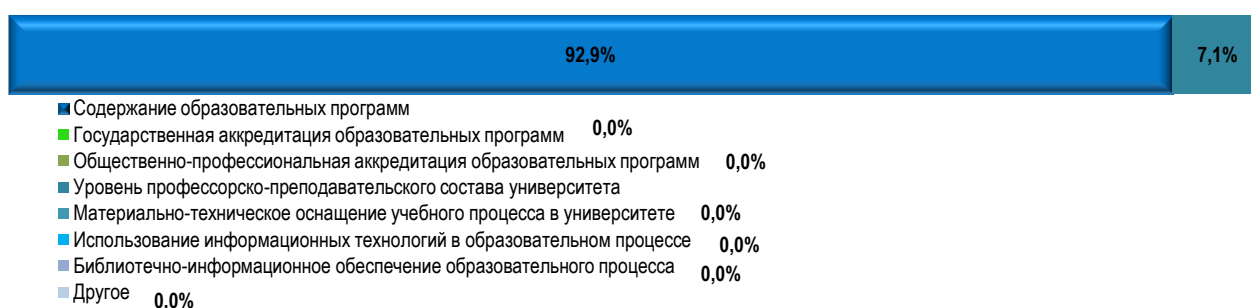 92,9% 7,1%
Содержание образовательных программ
Государственная аккредитация образовательных программ 0,0%
Общественно-профессиональная аккредитация образовательных программ 0,0%
Уровень профессорско-преподавательского состава университета
Материально-техническое оснащение учебного процесса в университете 0,0%
Использование информационных технологий в образовательном процессе 0,0%
Библиотечно-информационное обеспечение образовательного процесса 0,0%
Другое 0,0%